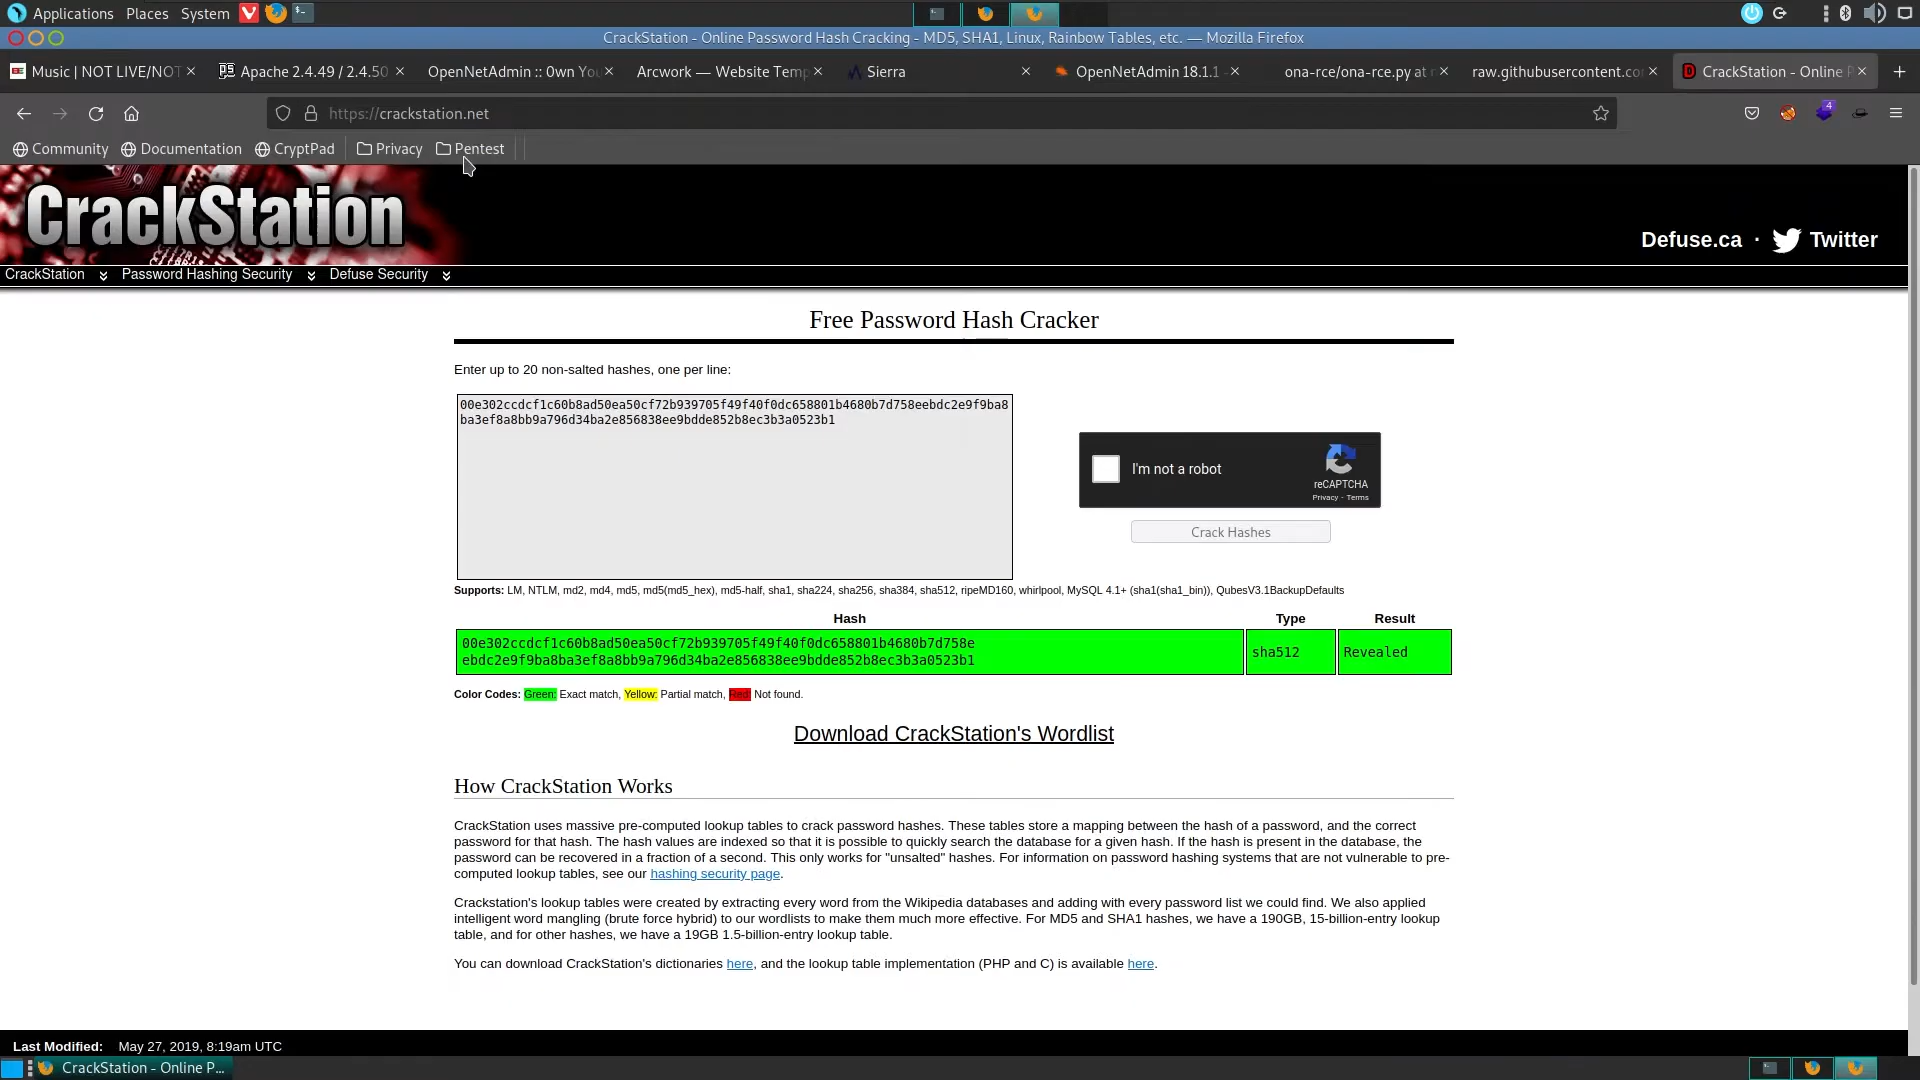 Applications Places System
CrackStation - Online Password Hash Cracking - MD5, SHA1, Linux, Rainbow Tables, etc. — Mozilla Firefox
Music | NOT LIVE/NOT
Apache 2.4.49 / 2.4.50
OpenNetAdmin :: 0wn You
Arcwork — Website Temp
Sierra
OpenNetAdmin 18.1.1 -
ona-rce/ona-rce.py at
raw.githubusercontent.co
CrackStation - Online P
https://crackstation.net
4
Community Documentation CryptPad Privacy Pentest
CrackStation
Defuse.ca · Twitter
CrackStation Password Hashing Security Defuse Security
Free Password Hash Cracker
Enter up to 20 non-salted hashes, one per line:
00e302ccdcf1c60b8ad50ea50cf72b939705f49f40f0dc658801b4680b7d758eebdc2e9f9ba8
ba3ef8a8bb9a796d34ba2e856838ee9bdde852b8ec3b3a0523b1
I'm not a robot
reCAPTCHA
Privacy - Terms
Crack Hashes
Supports: LM, NTLM, md2, md4, md5, md5(md5_hex), md5-half, sha1, sha224, sha256, sha384, sha512, ripeMD160, whirlpool, MySQL 4.1+ (sha1(sha1_bin)), QubesV3.1BackupDefaults
Hash Type Result
00e302ccdcf1c60b8ad50ea50cf72b939705f49f40f0dc658801b4680b7d758e
ebdc2e9f9ba8ba3ef8a8bb9a796d34ba2e856838ee9bdde852b8ec3b3a0523b1
sha512
Revealed
Color Codes: Green: Exact match, Yellow: Partial match, Red: Not found.
Download CrackStation's Wordlist
How CrackStation Works
CrackStation uses massive pre-computed lookup tables to crack password hashes. These tables store a mapping between the hash of a password, and the correct
password for that hash. The hash values are indexed so that it is possible to quickly search the database for a given hash. If the hash is present in the database, the
password can be recovered in a fraction of a second. This only works for "unsalted" hashes. For information on password hashing systems that are not vulnerable to pre-
computed lookup tables, see our hashing security page.
Crackstation's lookup tables were created by extracting every word from the Wikipedia databases and adding with every password list we could find. We also applied
intelligent word mangling (brute force hybrid) to our wordlists to make them much more effective. For MD5 and SHA1 hashes, we have a 190GB, 15-billion-entry lookup
table, and for other hashes, we have a 19GB 1.5-billion-entry lookup table.
You can download CrackStation's dictionaries here, and the lookup table implementation (PHP and C) is available here.
Last Modified: May 27, 2019, 8:19am UTC
CrackStation - Online P...